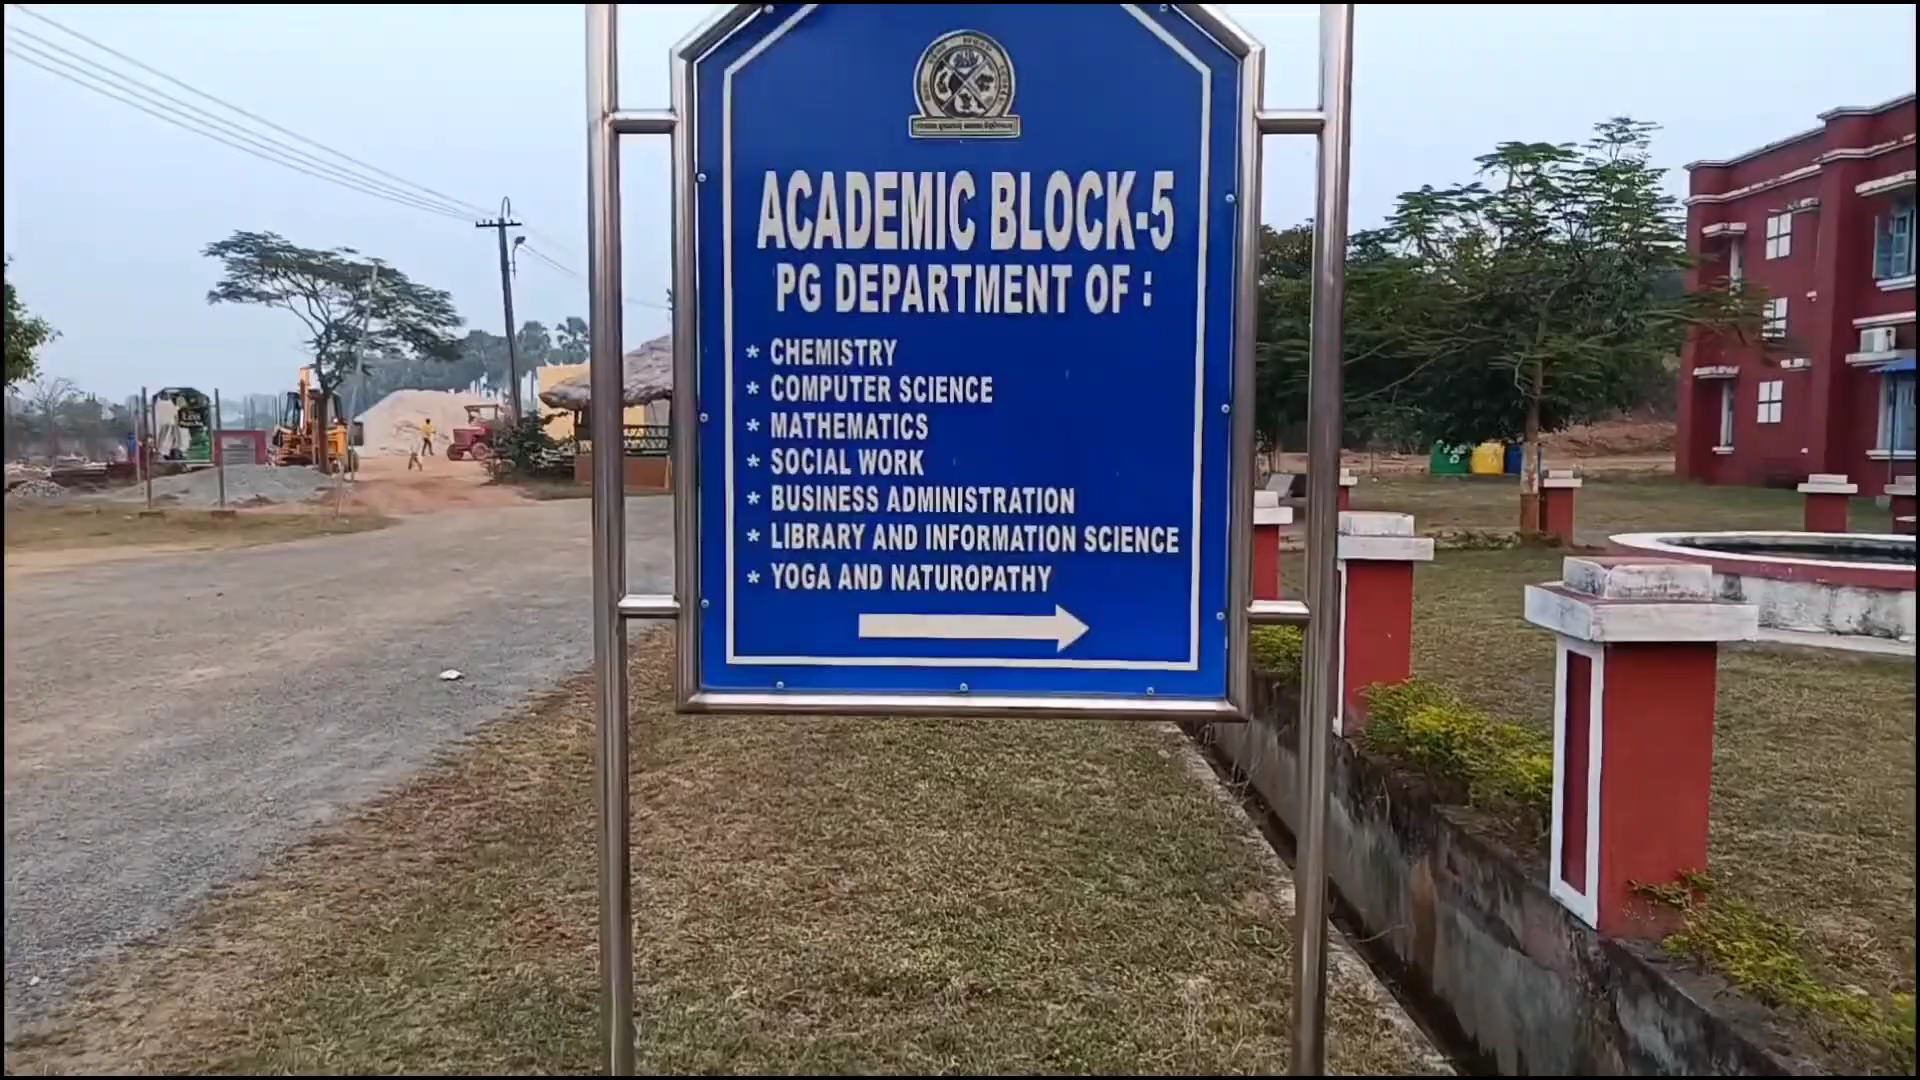 ACADEMIC BLOCK-5
PG DEPARTMENT OF :
* CHEMISTRY
* COMPUTER SCIENCE
* MATHEMATICS
* SOCIAL WORK
* BUSINESS ADMINISTRATION
* LIBRARY AND INFORMATION SCIENCE
* YOGA AND NATUROPATHY